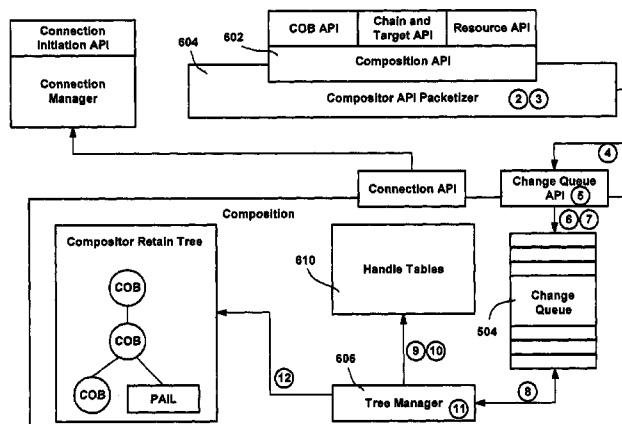 Connection
Initiation API
Connection
Manager
604
602
COB API
Chain and
Target API
Resource API
Composition API
Compositor API Packetizer
2
3
4
Connection API
Change Queue
API
5
6
7
Composition
Compositor Retain Tree
COB
COB
COB
PAIL
610
Handle Tables
504
Change
Queue
9
10
606
12
Tree Manager
11
8